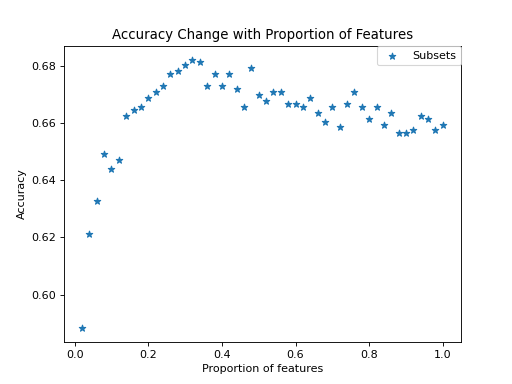 Accuracy Change with Proportion of Features
Subsets
Accuracy
0.68
0.66
0.64
0.62
0.60
0.0 0.2 0.4 0.6 0.8 1.0
Proportion of features